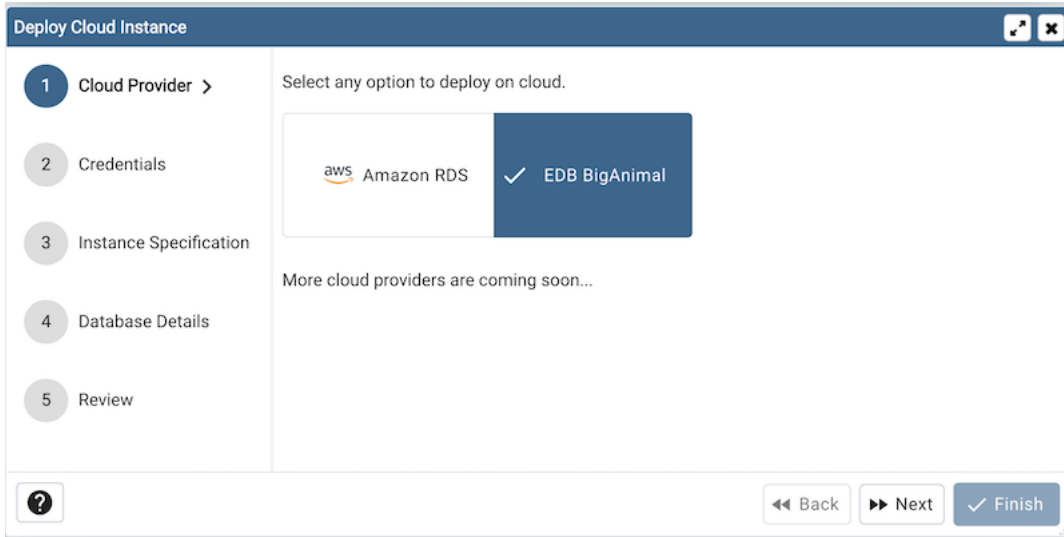 Deploy Cloud Instance
1 Cloud Provider
2 Credentials
3 Instance Specification
4 Database Details
5 Review
Select any option to deploy on cloud.
aws Amazon RDS
EDB BigAnimal
More cloud providers are coming soon...
?
Back
Next
Finish